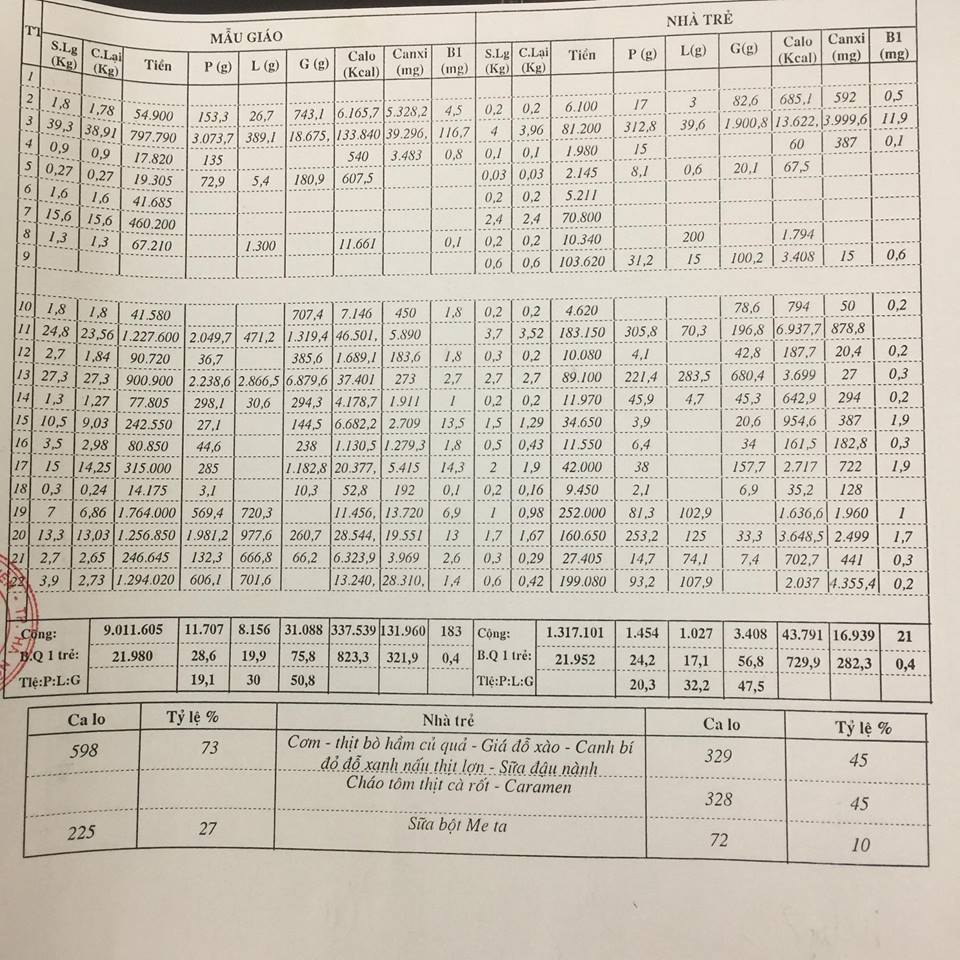 T1 MẪU GIÁO NHÀ TRẺ
S.Lg (Kg) C.Lại (Kg) Tiền P (g) L (g) G (g) Calo (Kcal) Canxi (mg) B1 (mg) S.Lg (Kg) C.Lại (Kg) Tiền P (g) L(g) G(g) Calo (Kcal) Canxi (mg) B1 (mg)
1
2 1,8 1,78 54.900 153,3 26,7 743,1 6.165,7 5.328,2 4,5 0,2 0,2 6.100 17 3 82,6 685,1 592 0,5
3 39,3 38,91 797.790 3.073,7 389,1 18.675, 133.840 39.296, 116,7 4 3,96 81.200 312,8 39,6 1.900,8 13.622, 3.999,6 11,9
4 0,9 0,9 17.820 135 540 3.483 0,8 0,1 0,1 1.980 15 60 387 0,1
5 0,27 0,27 19.305 72,9 5,4 180,9 607,5 0,03 0,03 2.145 8,1 0,6 20,1 67,5
6 1,6 1,6 41.685 0,2 0,2 5.211
7 15,6 15,6 460.200 2,4 2,4 70.800
8 1,3 1,3 67.210 1.300 11.661 0,1 0,2 0,2 10.340 200 1.794
9 0,6 0,6 103.620 31,2 15 100,2 3.408 15 0,6
10 1,8 1,8 41.580 707,4 7.146 450 1,8 0,2 0,2 4.620 78,6 794 50 0,2
11 24,8 23,56 1.227.600 2.049,7 471,2 1.319,4 46.501, 5.890 3,7 3,52 183.150 305,8 70,3 196,8 6.937,7 878,8
12 2,7 1,84 90.720 36,7 385,6 1.689,1 183,6 1,8 0,3 0,2 10.080 4,1 42,8 187,7 20,4 0,2
13 27,3 27,3 900.900 2.238,6 2.866,5 6.879,6 37.401 273 2,7 2,7 2,7 89.100 221,4 283,5 680,4 3.699 27 0,3
14 1,3 1,27 77.805 298,1 30,6 294,3 4.178,7 1.911 1 0,2 0,2 11.970 45,9 4,7 45,3 642,9 294 0,2
15 10,5 9,03 242.550 27,1 144,5 6.682,2 2.709 13,5 1,5 1,29 34.650 3,9 20,6 954,6 387 1,9
16 3,5 2,98 80.850 44,6 238 1.130,5 1.279,3 1,8 0,5 0,43 11.550 6,4 34 161,5 182,8 0,3
17 15 14,25 315.000 285 1.182,8 20.377, 5.415 14,3 2 1,9 42.000 38 157,7 2.717 722 1,9
18 0,3 0,24 14.175 3,1 10,3 52,8 192 0,1 0,2 0,16 9.450 2,1 6,9 35,2 128
19 7 6,86 1.764.000 569,4 720,3 11.456, 13.720 6,9 1 0,98 252.000 81,3 102,9 1.636,6 1.960 1
20 13,3 13,03 1.256.850 1.981,2 977,6 260,7 28.544, 19.551 13 1,7 1,67 160.650 253,2 125 33,3 3.648,5 2.499 1,7
21 2,7 2,65 246.645 132,3 666,8 66,2 6.323,9 3.969 2,6 0,3 0,29 27.405 14,7 74,1 7,4 702,7 441 0,3
22 3,9 2,73 1.294.020 606,1 701,6 13.240, 28.310, 1,4 0,6 0,42 199.080 93,2 107,9 2.037 4.355,4 0,2
Cộng: 9.011.605 11.707 8.156 31.088 337.539 131.960 183 Cộng: 1.317.101 1.454 1.027 3.408 43.791 16.939 21
B.Q 1 trẻ: 21.980 28,6 19,9 75,8 823,3 321,9 0,4 B.Q 1 trẻ: 21.952 24,2 17,1 56,8 729,9 282,3 0,4
Tlệ:P:L:G 19,1 30 50,8 Tlệ:P:L:G 20,3 32,2 47,5
Ca lo Tỷ lệ % Nhà trẻ Ca lo Tỷ lệ %
598 73 Cơm - thịt bò hầm củ quả - Giá đỗ xào - Canh bí 329 45
đỏ đỗ xanh nấu thịt lợn - Sữa đậu nành
Cháo tôm thịt cà rốt - Caramen 328 45
225 27 Sữa bột Me ta 72 10